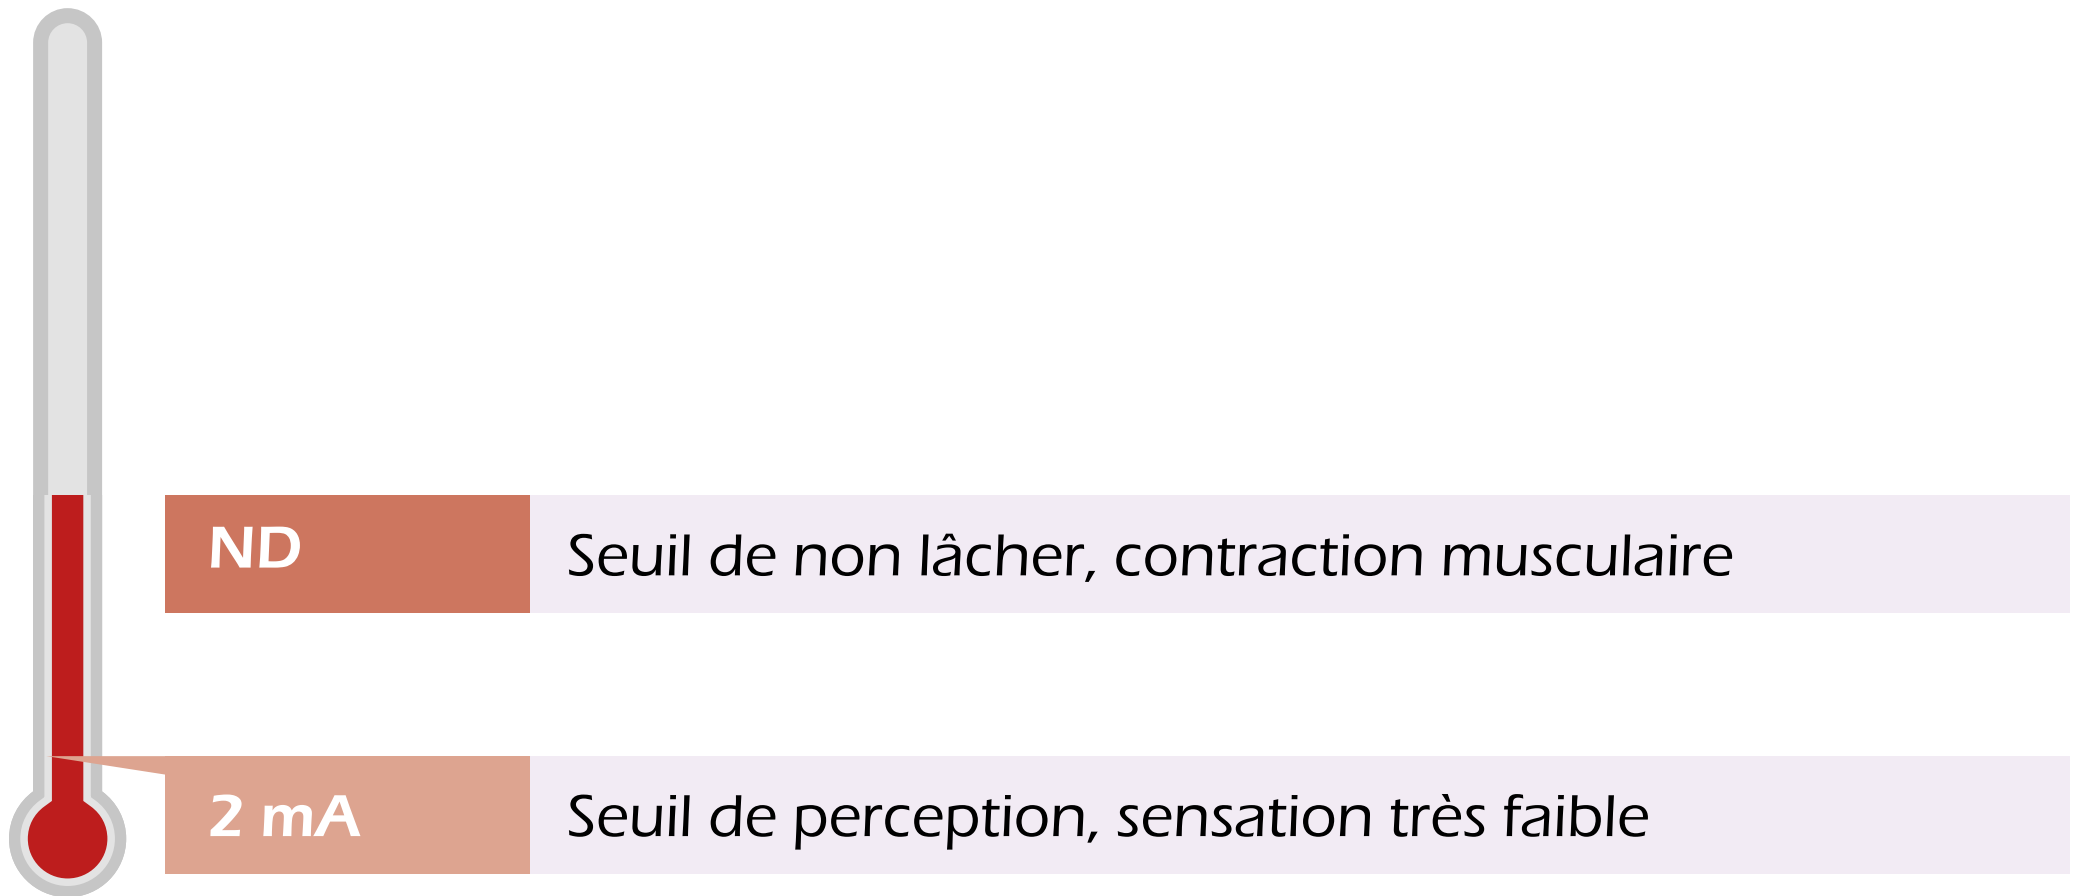 ND
Seuil de non lâcher, contraction musculaire
2 mA
Seuil de perception, sensation très faible